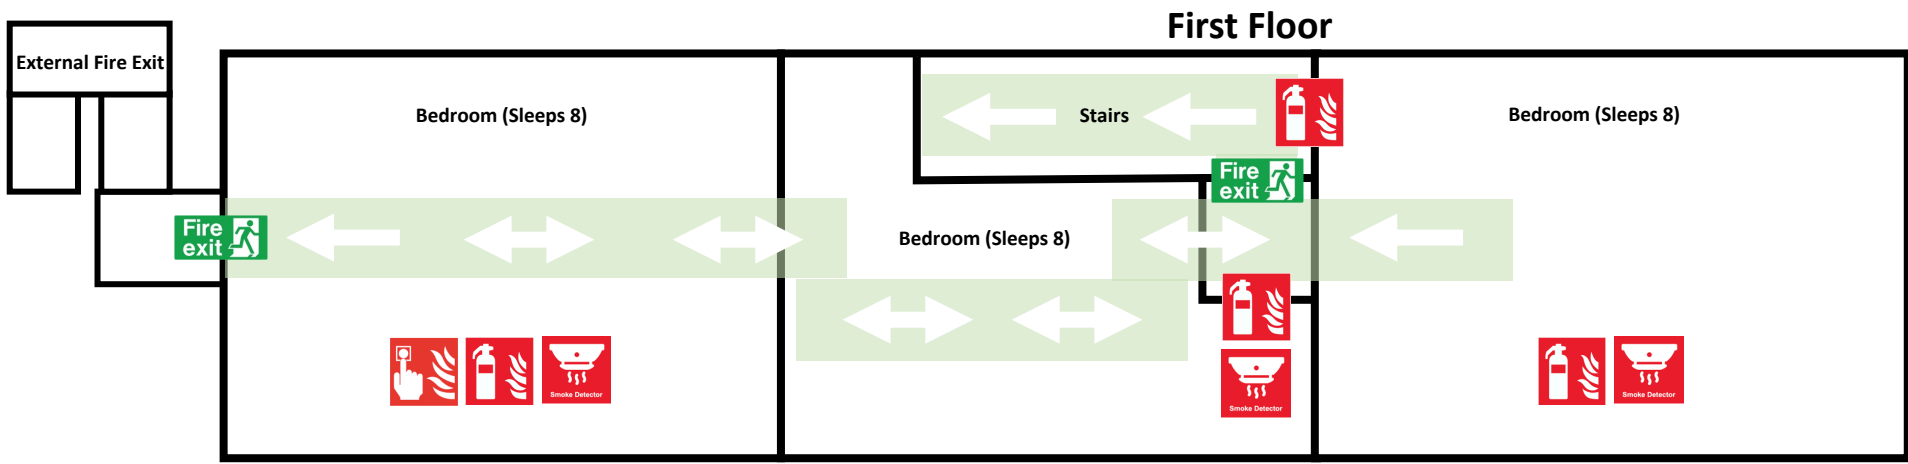 First Floor
External Fire Exit
Bedroom (Sleeps 8)
Stairs
Bedroom (Sleeps 8)
Fire
exit
Fire
exit
Bedroom (Sleeps 8)
Smoke Detector
Smoke Detector
Smoke Detector